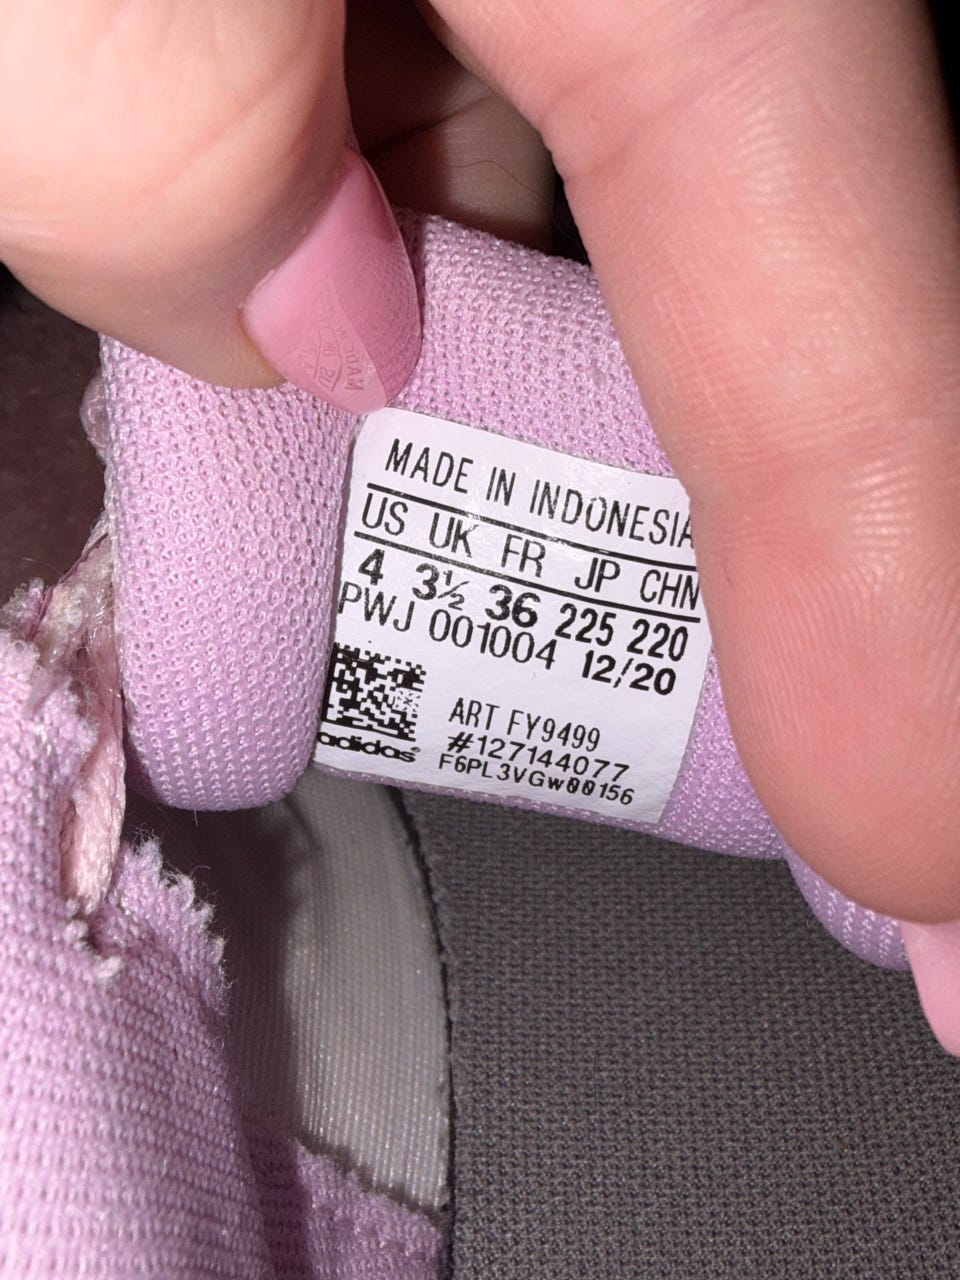 MADE IN INDONESIA
US UK FR JP CHN
4 3½ 36 225 220
PWJ 001004 12/20
ART FY9499
#127144077
adidas F6PL3VGw00156